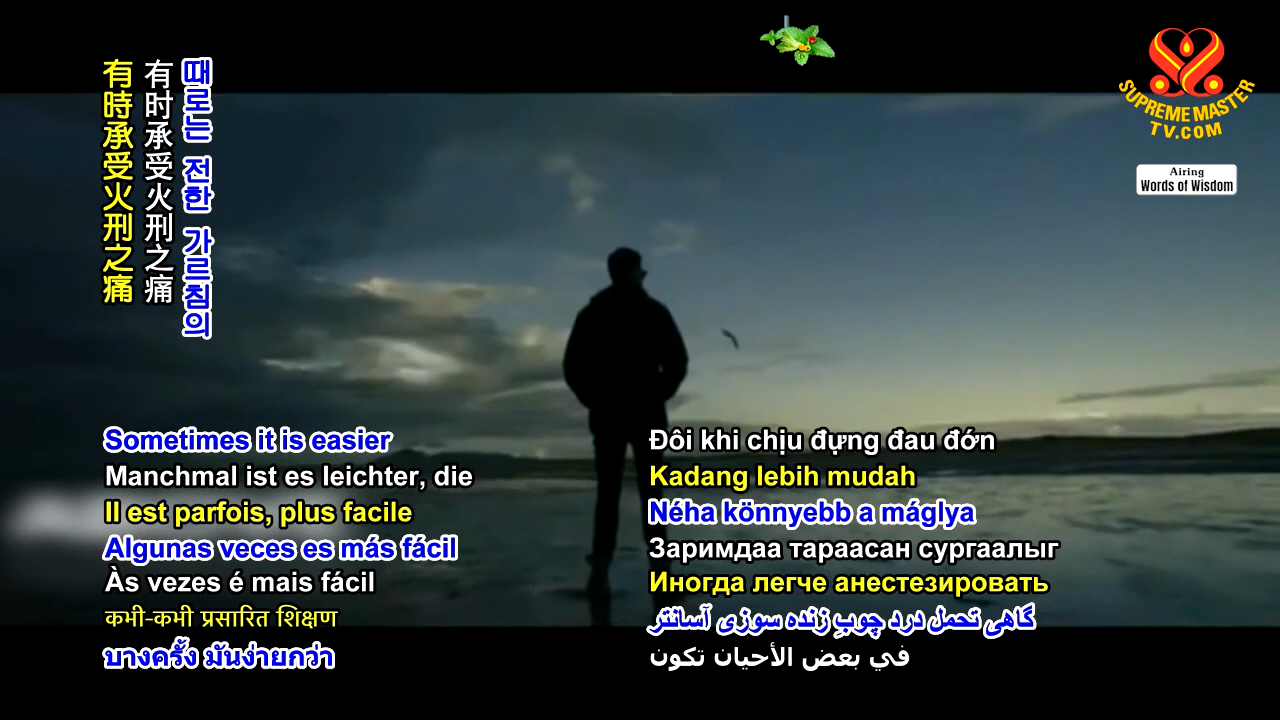 有時承受火刑之痛
有时承受火刑之痛
때로는 전한 가르침의
SUPREME MASTER
TV.COM
Airing
Words of Wisdom
Sometimes it is easier
Manchmal ist es leichter, die
Il est parfois, plus facile
Algunas veces es más fácil
Às vezes é mais fácil
कभी-कभी प्रसारित शिक्षण
บางครั้ง มันง่ายกว่า
Đôi khi chịu đựng đau đớn
Kadang lebih mudah
Néha könnyebb a máglya
Заримдаа тараасан сургаалыг
Иногда легче анестезировать
گاهی تحمل درد چوبِ زنده سوزی آسانتر
في بعض الأحيان تكون